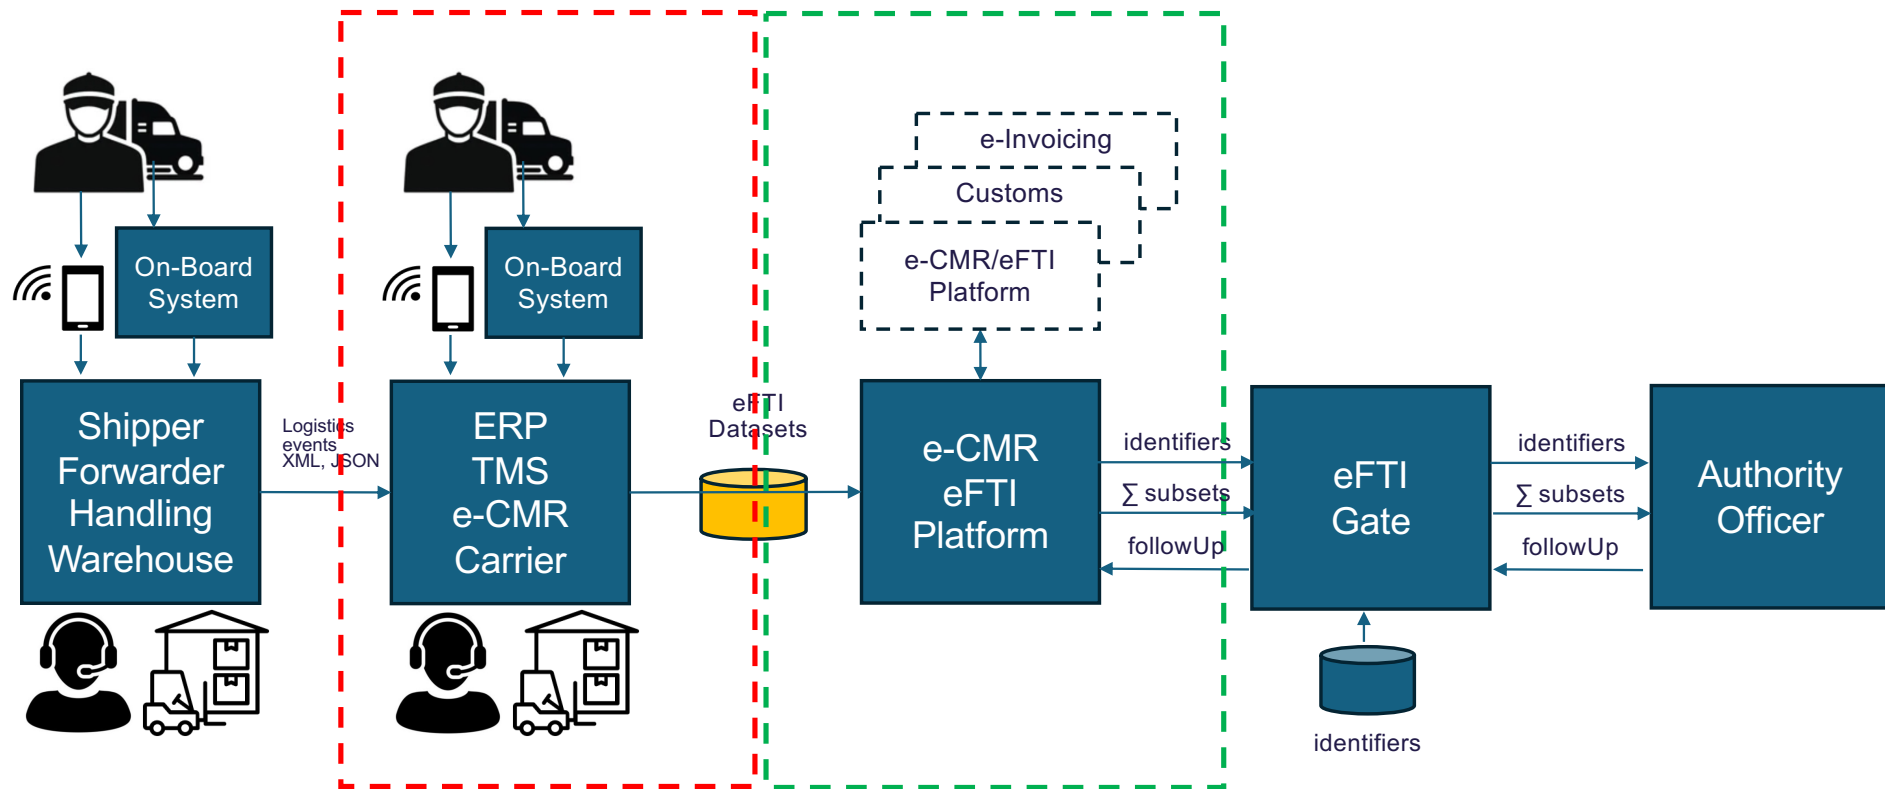 e-Invoicing
Customs
e-CMR/eFTI
Platform
On-Board
System
On-Board
System
Shipper
Forwarder
Handling
Warehouse
Logistics
events
XML, JSON
ERP
TMS
e-CMR
Carrier
eFTI
Datasets
e-CMR
eFTI
Platform
identifiers
∑ subsets
followUp
eFTI
Gate
identifiers
∑ subsets
followUp
Authority
Officer
identifiers